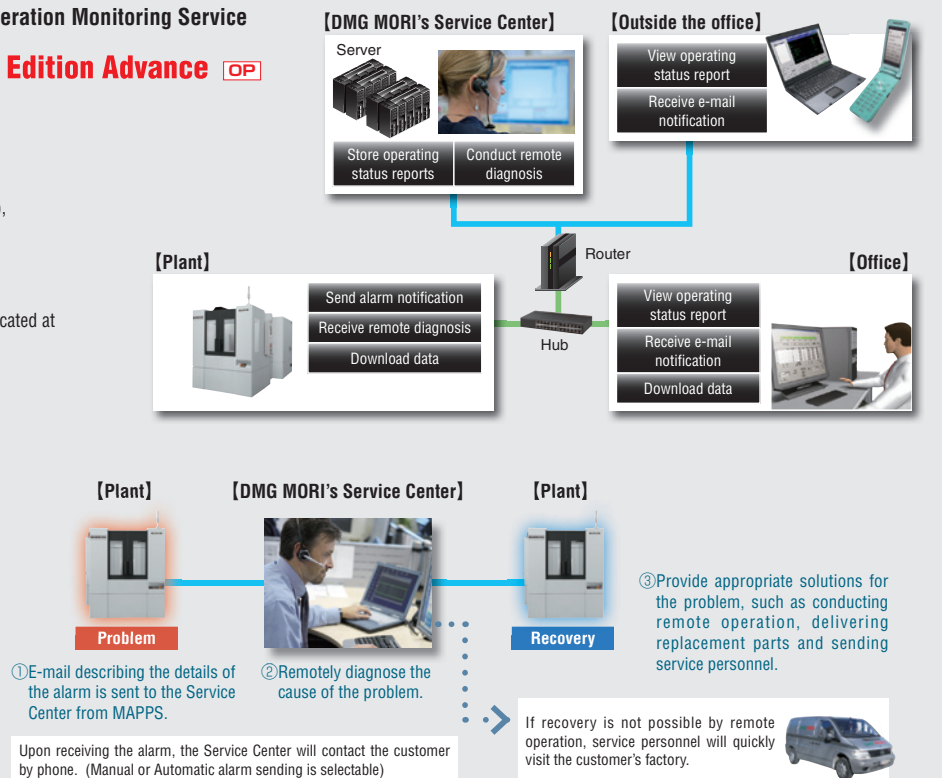 eration Monitoring Service
Edition Advance OP
),
cated at
【DMG MORI's Service Center】
Server
Store operating
status reports
Conduct remote
diagnosis
【Outside the office】
View operating
status report
Receive e-mail
notification
Router
【Plant】
Send alarm notification
Receive remote diagnosis
Download data
Hub
【Office】
View operating
status report
Receive e-mail
notification
Download data
【Plant】
Problem
①E-mail describing the details of
the alarm is sent to the Service
Center from MAPPS.
【DMG MORI's Service Center】
②Remotely diagnose the
cause of the problem.
【Plant】
Recovery
③Provide appropriate solutions for
the problem, such as conducting
remote operation, delivering
replacement parts and sending
service personnel.
Upon receiving the alarm, the Service Center will contact the customer
by phone. (Manual or Automatic alarm sending is selectable)
If recovery is not possible by remote
operation, service personnel will quickly
visit the customer's factory.